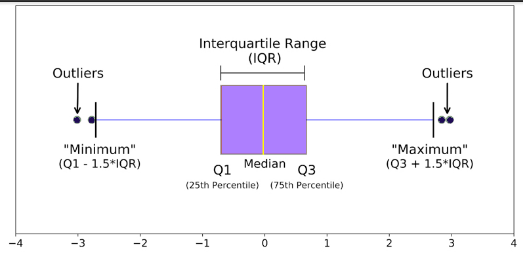 Interquartile Range
(IQR)
Outliers
Outliers
"Minimum"
(Q1 - 1.5*IQR)
"Maximum"
(Q3 + 1.5*IQR)
Q1
Median
Q3
(25th Percentile)
(75th Percentile)
−4 −3 −2 −1 0 1 2 3 4